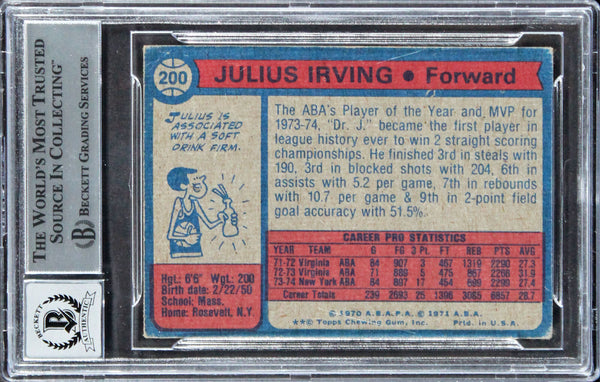 THE WORLD'S MOST TRUSTED
SOURCE IN COLLECTING™
BECKETT GRADING SERVICES
B
BECKETT
AUTHENTIC
200
JULIUS IRVING • Forward
JULIUS IS
ASSOCIATED
WITH A SOFT
DRINK FIRM.
Hgt: 6'6" Wgt. 200
Birth date: 2/22/50
School: Mass.
Home: Rosevelt, N.Y.
The ABA's Player of the Year and MVP for
1973-74, "Dr. J." became the first player in
league history ever to win 2 straight scoring
championships. He finished 3rd in steals with
190, 3rd in blocked shots with 204, 6th in
assists with 5.2 per game, 7th in rebounds
with 10.7 per game & 9th in 2-point field
goal accuracy with 51.5%.
CAREER PRO STATISTICS
YEAR TEAM G FG 3 Pt. FT REB PTS AVG
71-72 Virginia ABA 84 907 3 467 1319 2290 27.3
72-73 Virginia ABA 71 889 5 475 867 2268 31.9
73-74 New York ABA 84 914 17 454 899 2299 27.4
Career Totals 239 2693 25 1396 3085 6857 28.7
© 1970 A.B.A.P.A. © 1971 A.B.A.
**© Topps Chewing Gum, Inc. Prtd. in U.S.A.